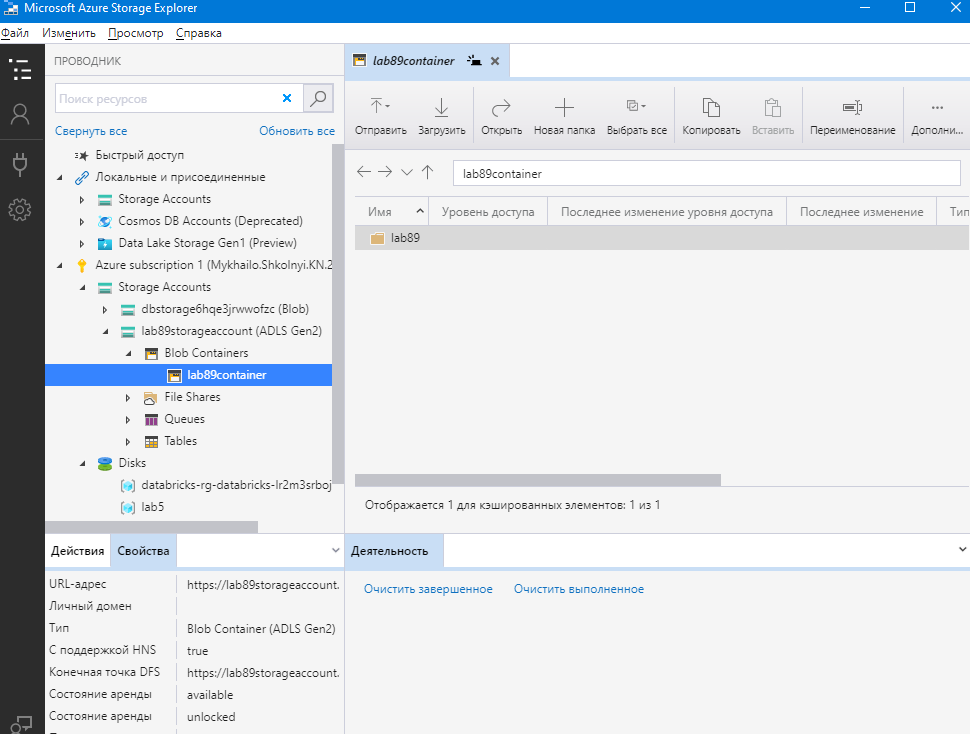 Microsoft Azure Storage Explorer
Файл Изменить Просмотр Справка
ПРОВОДНИК
Поиск ресурсов
Свернуть все Обновить все
Быстрый доступ
Локальные и присоединенные
Storage Accounts
Cosmos DB Accounts (Deprecated)
Data Lake Storage Gen1 (Preview)
Azure subscription 1 (Mykhailo.Shkolnyi.KN.2
Storage Accounts
dbstorage6hqe3jrwwofzc (Blob)
lab89storageaccount (ADLS Gen2)
Blob Containers
lab89container
File Shares
Queues
Tables
Disks
databricks-rg-databricks-lr2m3srboj
lab5
lab89container
Отправить Загрузить Открыть Новая папка Выбрать все Копировать Вставить Переименование Дополни...
lab89container
Имя Уровень доступа Последнее изменение уровня доступа Последнее изменение Тип
lab89
Отображается 1 для кэшированных элементов: 1 из 1
Действия Свойства
URL-адрес https://lab89storageaccount.
Личный домен
Тип Blob Container (ADLS Gen2)
С поддержкой HNS true
Конечная точка DFS https://lab89storageaccount.
Состояние аренды available
Состояние аренды unlocked
Деятельность
Очистить завершенное Очистить выполненное